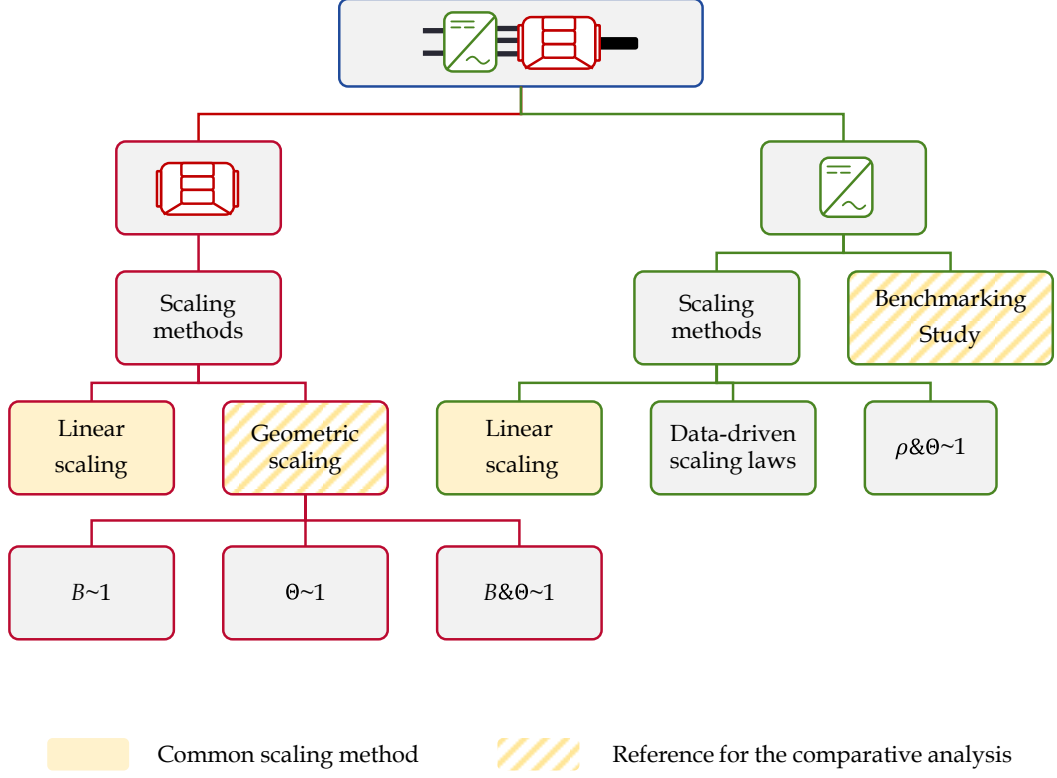 Scaling
methods
Scaling
methods
Benchmarking
Study
Linear
scaling
Geometric
scaling
Linear
scaling
Data-driven
scaling laws
ρ&Θ~1
B~1
Θ~1
B&Θ~1
Common scaling method
Reference for the comparative analysis